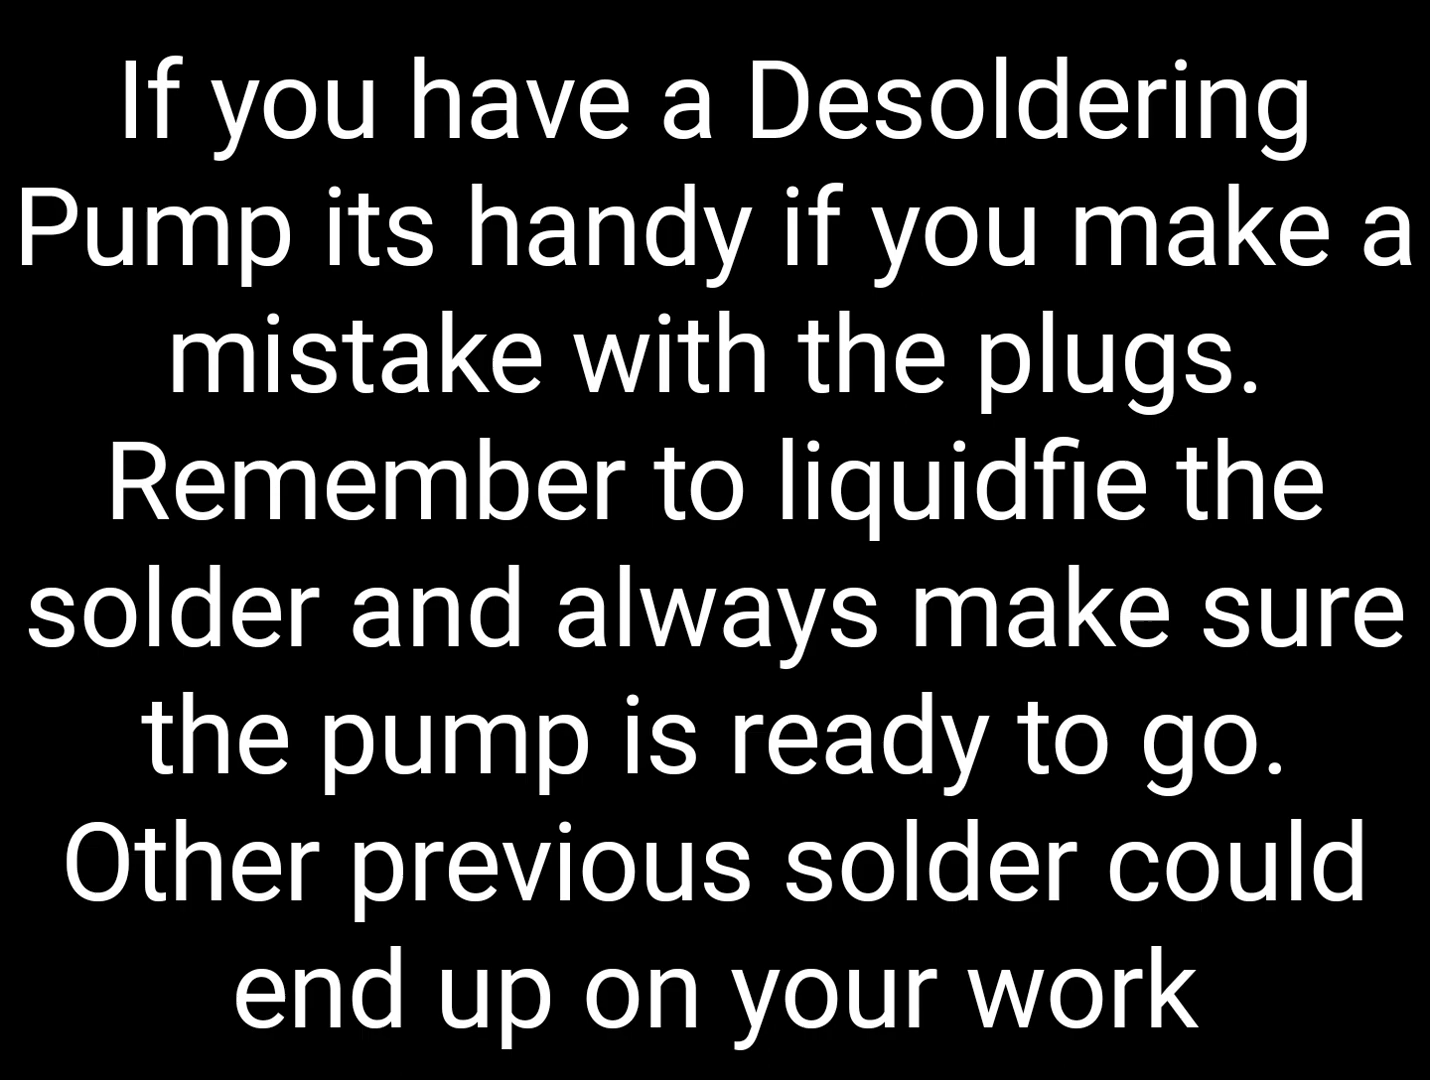 If you have a Desoldering
Pump its handy if you make a
mistake with the plugs.
Remember to liquidfie the
solder and always make sure
the pump is ready to go.
Other previous solder could
end up on your work